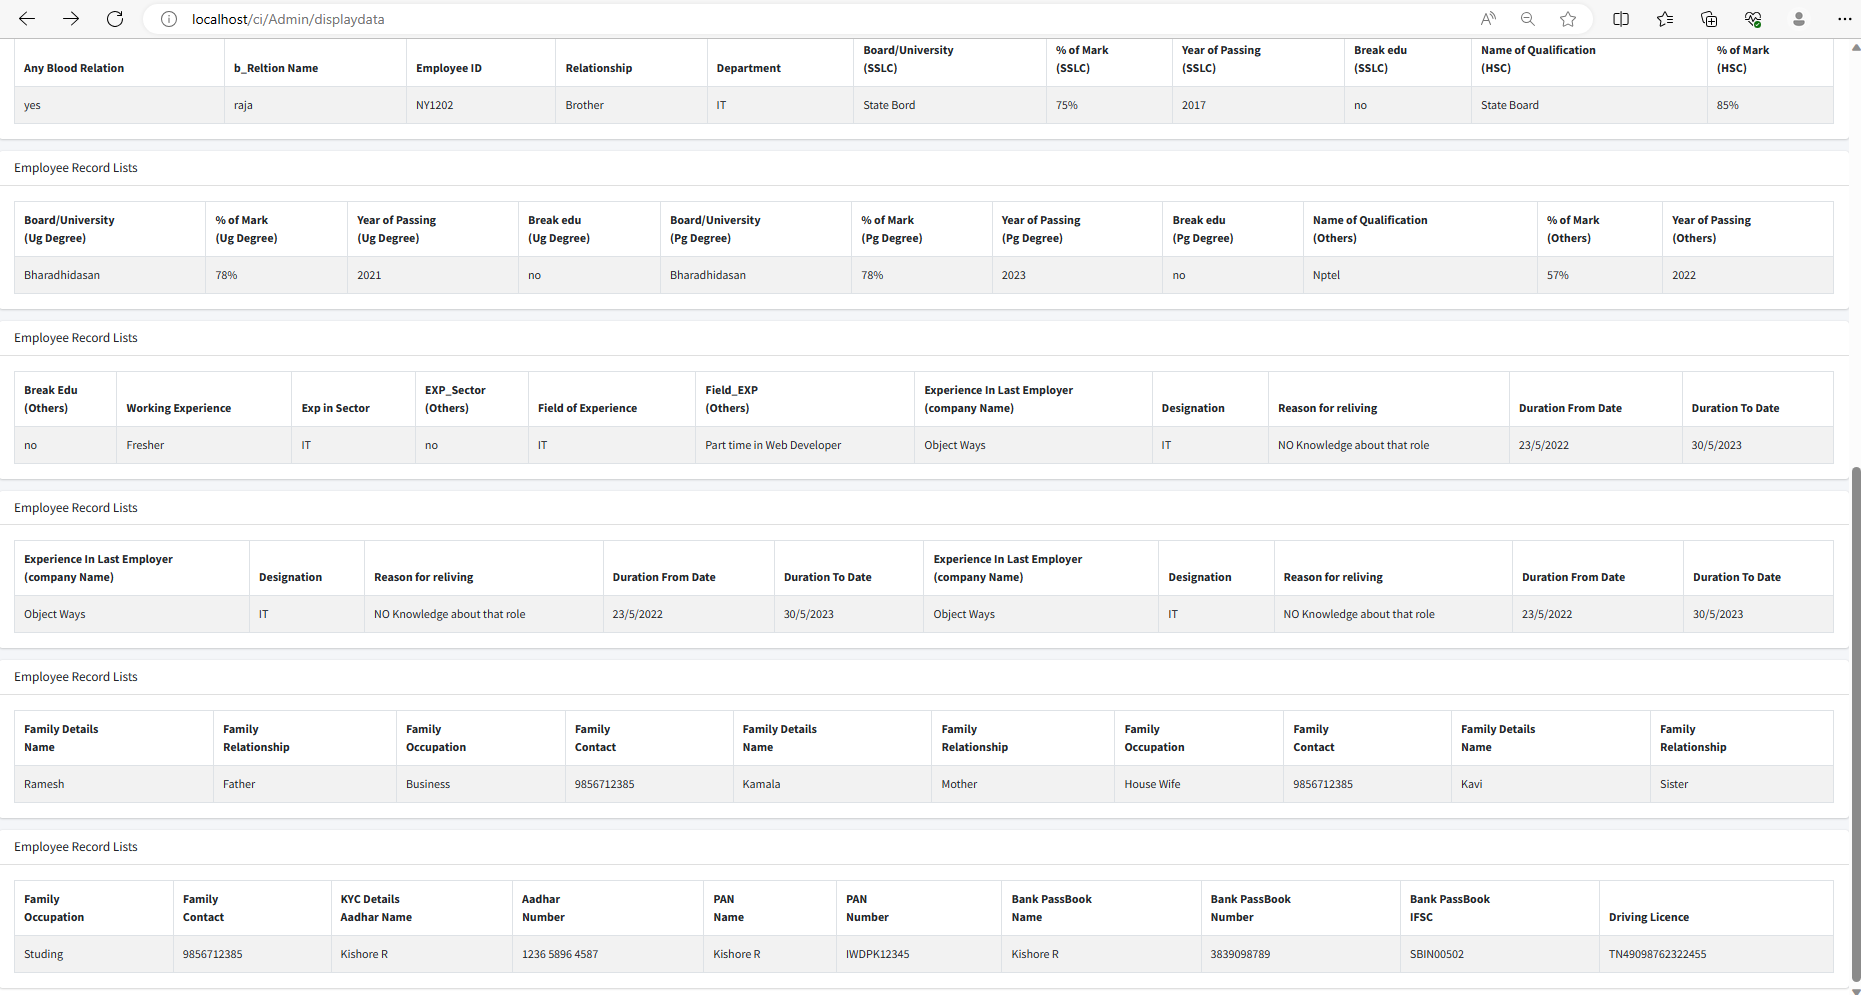 localhost/ci/Admin/displaydata
Any Blood Relation b_Reltion Name Employee ID Relationship Department Board/University (SSLC) % of Mark (SSLC) Year of Passing (SSLC) Break edu (SSLC) Name of Qualification (HSC) % of Mark (HSC)
yes raja NY1202 Brother IT State Bord 75% 2017 no State Board 85%
Employee Record Lists
Board/University (Ug Degree) % of Mark (Ug Degree) Year of Passing (Ug Degree) Break edu (Ug Degree) Board/University (Pg Degree) % of Mark (Pg Degree) Year of Passing (Pg Degree) Break edu (Pg Degree) Name of Qualification (Others) % of Mark (Others) Year of Passing (Others)
Bharadhidasan 78% 2021 no Bharadhidasan 78% 2023 no Nptel 57% 2022
Employee Record Lists
Break Edu (Others) Working Experience Exp in Sector EXP_Sector (Others) Field of Experience Field_EXP (Others) Experience In Last Employer (company Name) Designation Reason for reliving Duration From Date Duration To Date
no Fresher IT no IT Part time in Web Developer Object Ways IT NO Knowledge about that role 23/5/2022 30/5/2023
Employee Record Lists
Experience In Last Employer (company Name) Designation Reason for reliving Duration From Date Duration To Date Experience In Last Employer (company Name) Designation Reason for reliving Duration From Date Duration To Date
Object Ways IT NO Knowledge about that role 23/5/2022 30/5/2023 Object Ways IT NO Knowledge about that role 23/5/2022 30/5/2023
Employee Record Lists
Family Details Name Family Relationship Family Occupation Family Contact Family Details Name Family Relationship Family Occupation Family Contact Family Details Name Family Relationship
Ramesh Father Business 9856712385 Kamala Mother House Wife 9856712385 Kavi Sister
Employee Record Lists
Family Occupation Family Contact KYC Details Aadhar Name Aadhar Number PAN Name PAN Number Bank PassBook Name Bank PassBook Number Bank PassBook IFSC Driving Licence
Studing 9856712385 Kishore R 1236 5896 4587 Kishore R IWDPK12345 Kishore R 3839098789 SBIN00502 TN49098762322455